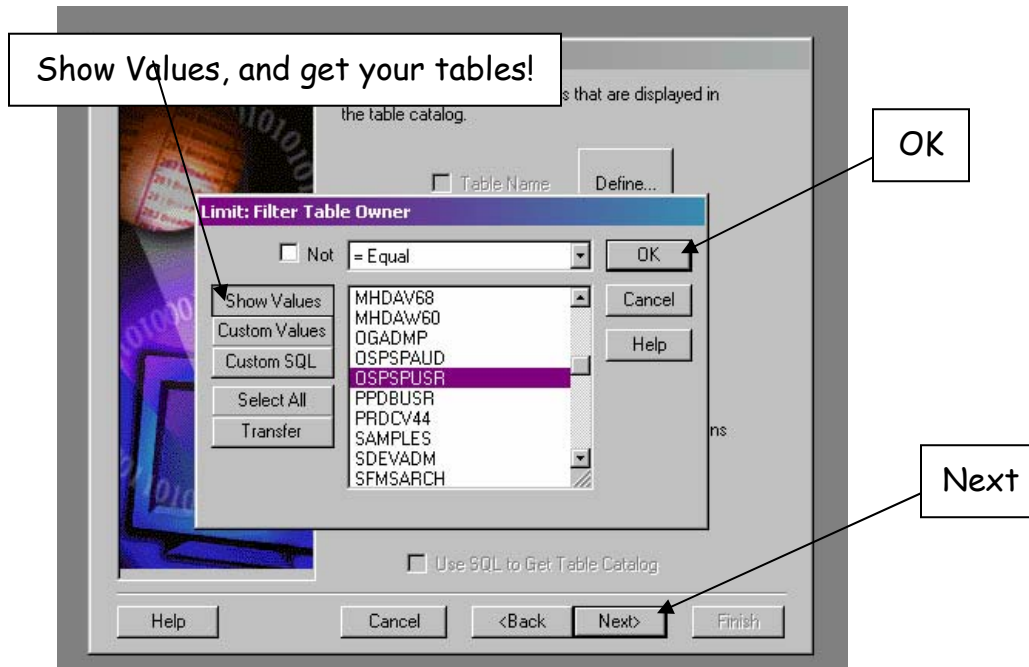 Show Values, and get your tables!
s that are displayed in
the table catalog.
OK
Table Name
Define...
Limit: Filter Table Owner
Not
= Equal
OK
Show Values
Custom Values
Custom SQL
Select All
Transfer
MHDAV68
MHDAW60
OGADMP
OSPSPAUD
OSPSPUSR
PPDBUSR
PRDCV44
SAMPLES
SDEVADM
SFMSARCH
Cancel
Help
ns
Next
Use SQL to Get Table Catalog
Help
Cancel
<Back
Next>
Finish